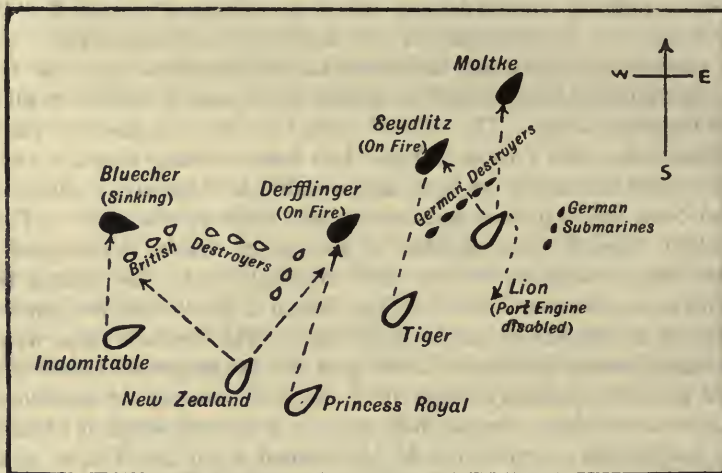 Moltke
W E
S
Seydlitz
(On Fire)
German Destroyers
Bluecher
(Sinking)
Derfflinger
(On Fire)
British Destroyers
German
Submarines
Lion
(Port Engine
disabled)
Tiger
Indomitable
New Zealand
Princess Royal